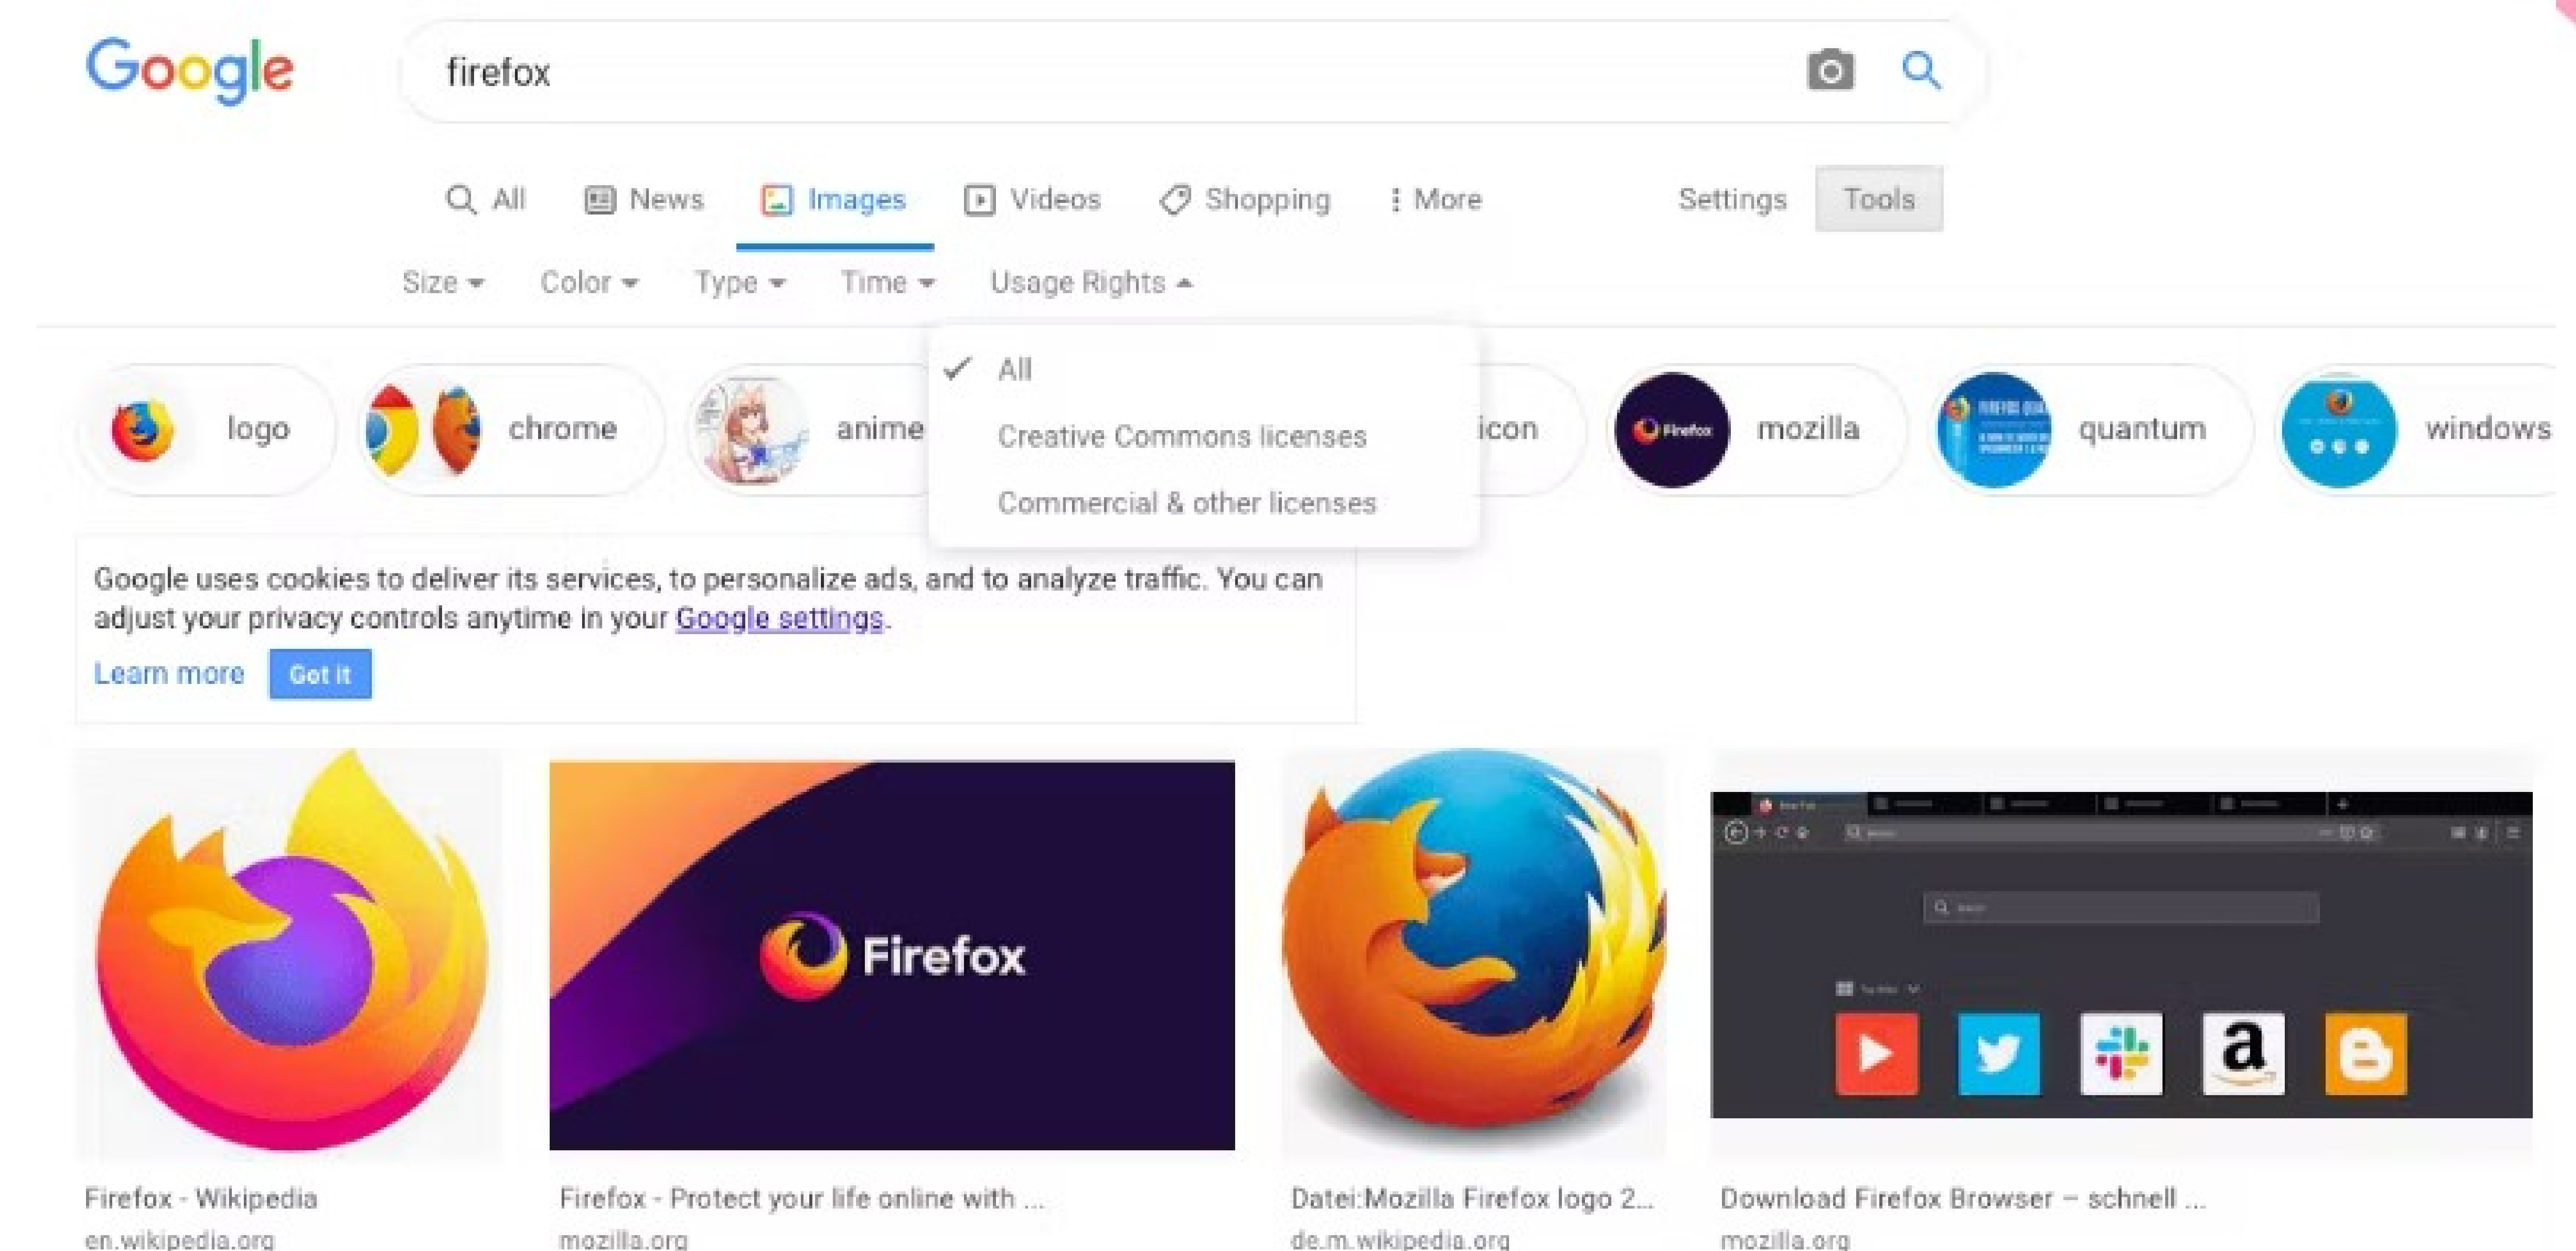 Google
firefox
All News Images Videos Shopping More Settings Tools
Size Color Type Time Usage Rights
All
Creative Commons licenses
Commercial & other licenses
logo chrome anime icon Firefox mozilla quantum windows
Google uses cookies to deliver its services, to personalize ads, and to analyze traffic. You can
adjust your privacy controls anytime in your Google settings.
Learn more Got it
Firefox
Firefox - Wikipedia
en.wikipedia.org
Firefox - Protect your life online with ...
mozilla.org
Datei:Mozilla Firefox logo 2...
de.m.wikipedia.org
Download Firefox Browser – schnell ...
mozilla.org